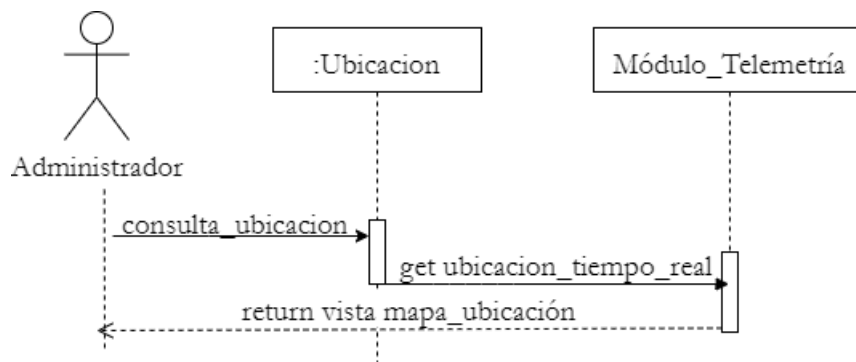 :Ubicacion
Módulo_Telemetría
Administrador
consulta_ubicacion
get ubicacion_tiempo_real
return vista mapa_ubicación